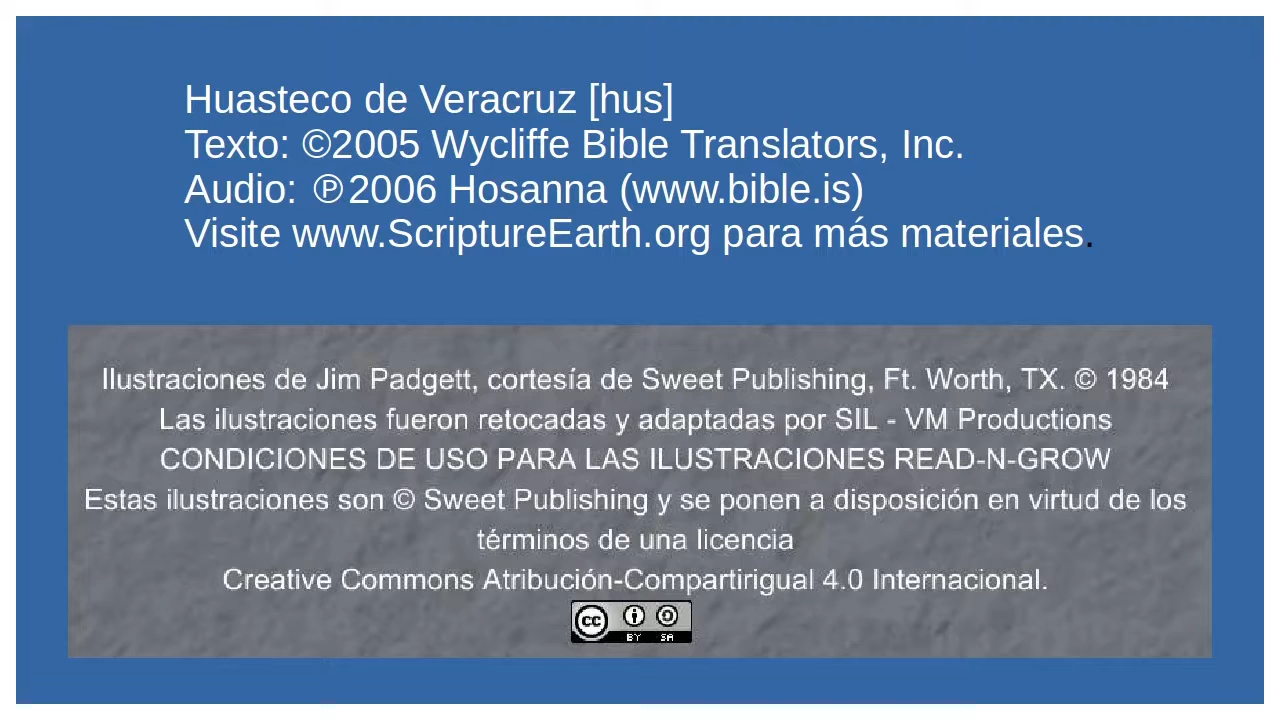 Huasteco de Veracruz [hus]
Texto: ©2005 Wycliffe Bible Translators, Inc.
Audio: ℗2006 Hosanna (www.bible.is)
Visite www.ScriptureEarth.org para más materiales.
Ilustraciones de Jim Padgett, cortesía de Sweet Publishing, Ft. Worth, TX. © 1984
Las ilustraciones fueron retocadas y adaptadas por SIL - VM Productions
CONDICIONES DE USO PARA LAS ILUSTRACIONES READ-N-GROW
Estas ilustraciones son © Sweet Publishing y se ponen a disposición en virtud de los
términos de una licencia
Creative Commons Atribución-Compartirigual 4.0 Internacional.
cc BY SA